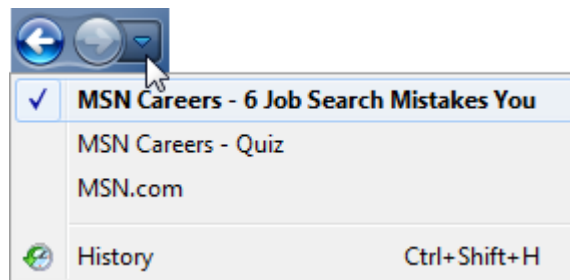 MSN Careers - 6 Job Search Mistakes You
MSN Careers - Quiz
MSN.com
History Ctrl+Shift+H